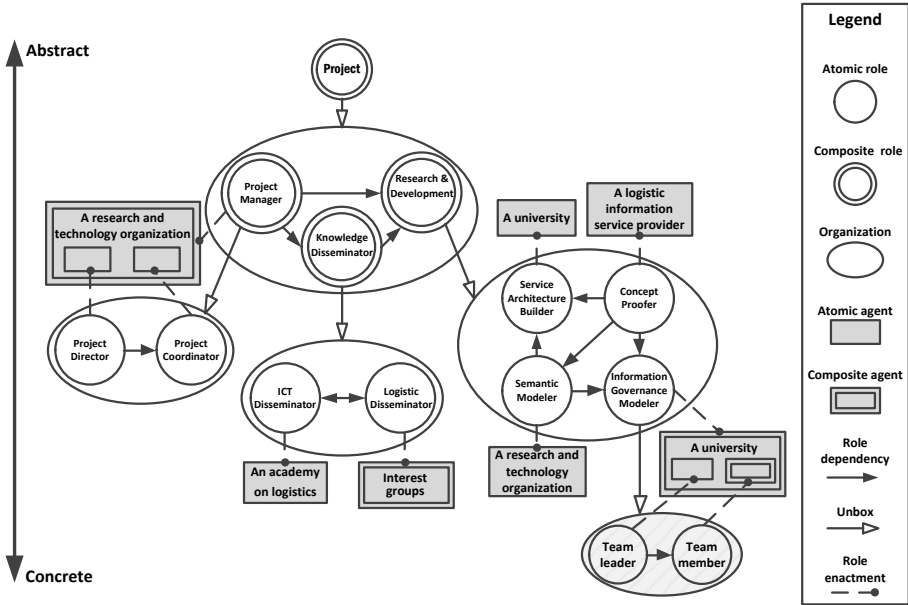 Abstract
Project
Project
Manager
Research &
Development
Knowledge
Disseminator
A research and
technology organization
A university
A logistic
information
service provider
Project
Director
Project
Coordinator
Service
Architecture
Builder
Concept
Proofer
ICT
Disseminator
Logistic
Disseminator
Semantic
Modeler
Information
Governance
Modeler
An academy
on logistics
Interest
groups
A research and
technology
organization
A university
Team
leader
Team
member
Concrete
Legend
Atomic role
Composite role
Organization
Atomic agent
Composite agent
Role
dependency
Unbox
Role
enactment